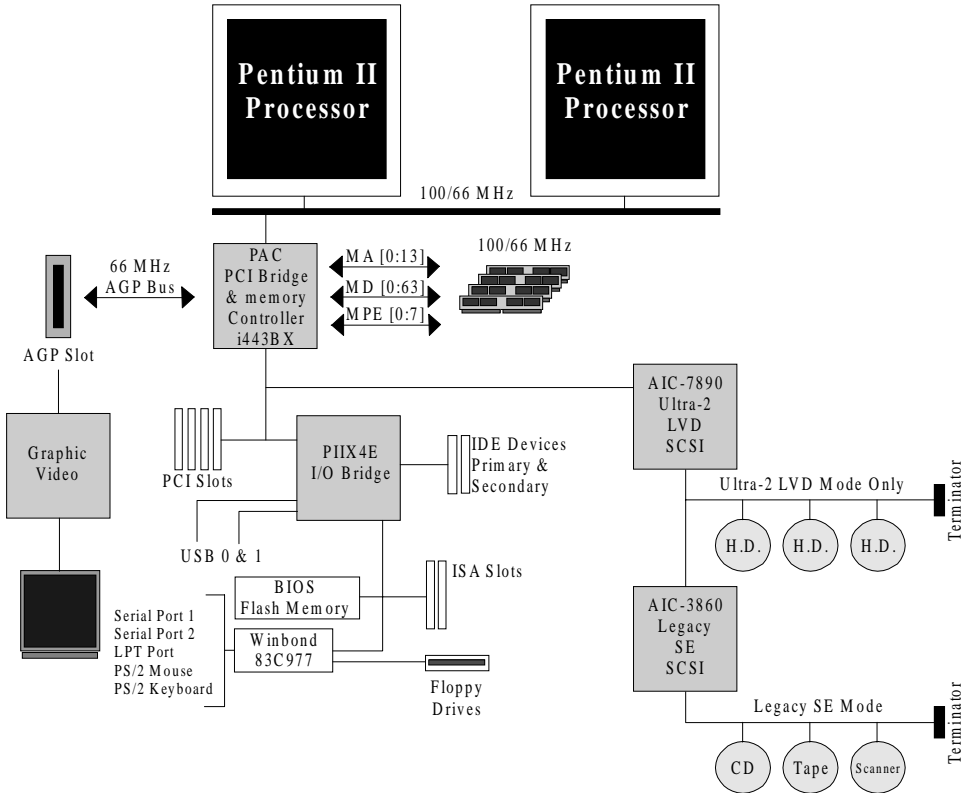 Pentium II
Processor
Pentium II
Processor
100/66 MHz
PAC
PCI Bridge
& memory
Controller
i443BX
66 MHz
AGP Bus
AGP Slot
MA [0:13]
MD [0:63]
MPE [0:7]
100/66 MHz
Graphic
Video
PCI Slots
PIIX4E
I/O Bridge
IDE Devices
Primary &
Secondary
USB 0 & 1
BIOS
Flash Memory
ISA Slots
Serial Port 1
Serial Port 2
LPT Port
PS/2 Mouse
PS/2 Keyboard
Winbond
83C977
Floppy
Drives
AIC-7890
Ultra-2
LVD
SCSI
Ultra-2 LVD Mode Only
Terminator
H.D.
H.D.
H.D.
AIC-3860
Legacy
SE
SCSI
Legacy SE Mode
Terminator
CD
Tape
Scanner